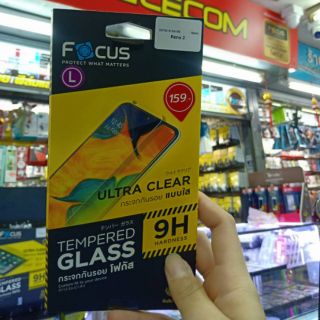 ELECOM
Reno 2
FOCUS
PROTECT WHAT MATTERS
L
159.-
ULTRA CLEAR
กระจกกันรอย แบบใส
TEMPERED
GLASS
กระจกกันรอย โฟกัส
9H
HARDNESS
9H